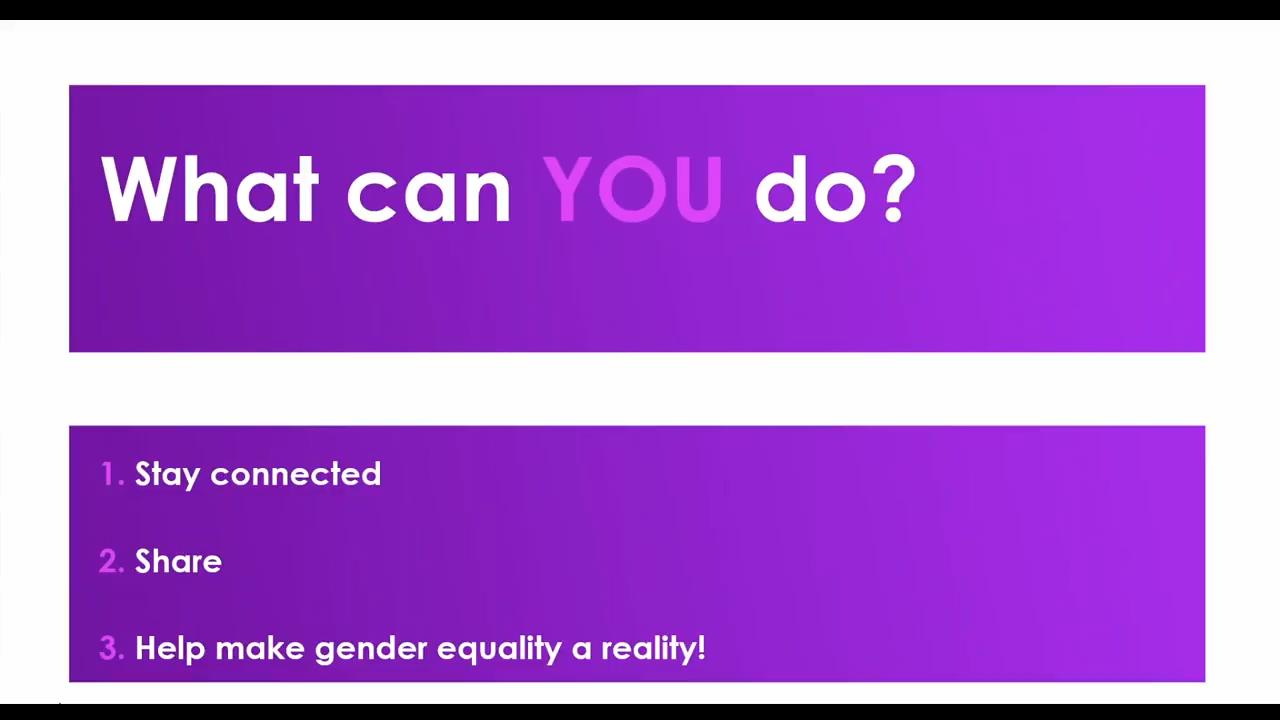 What can YOU do?
1. Stay connected
2. Share
3. Help make gender equality a reality!